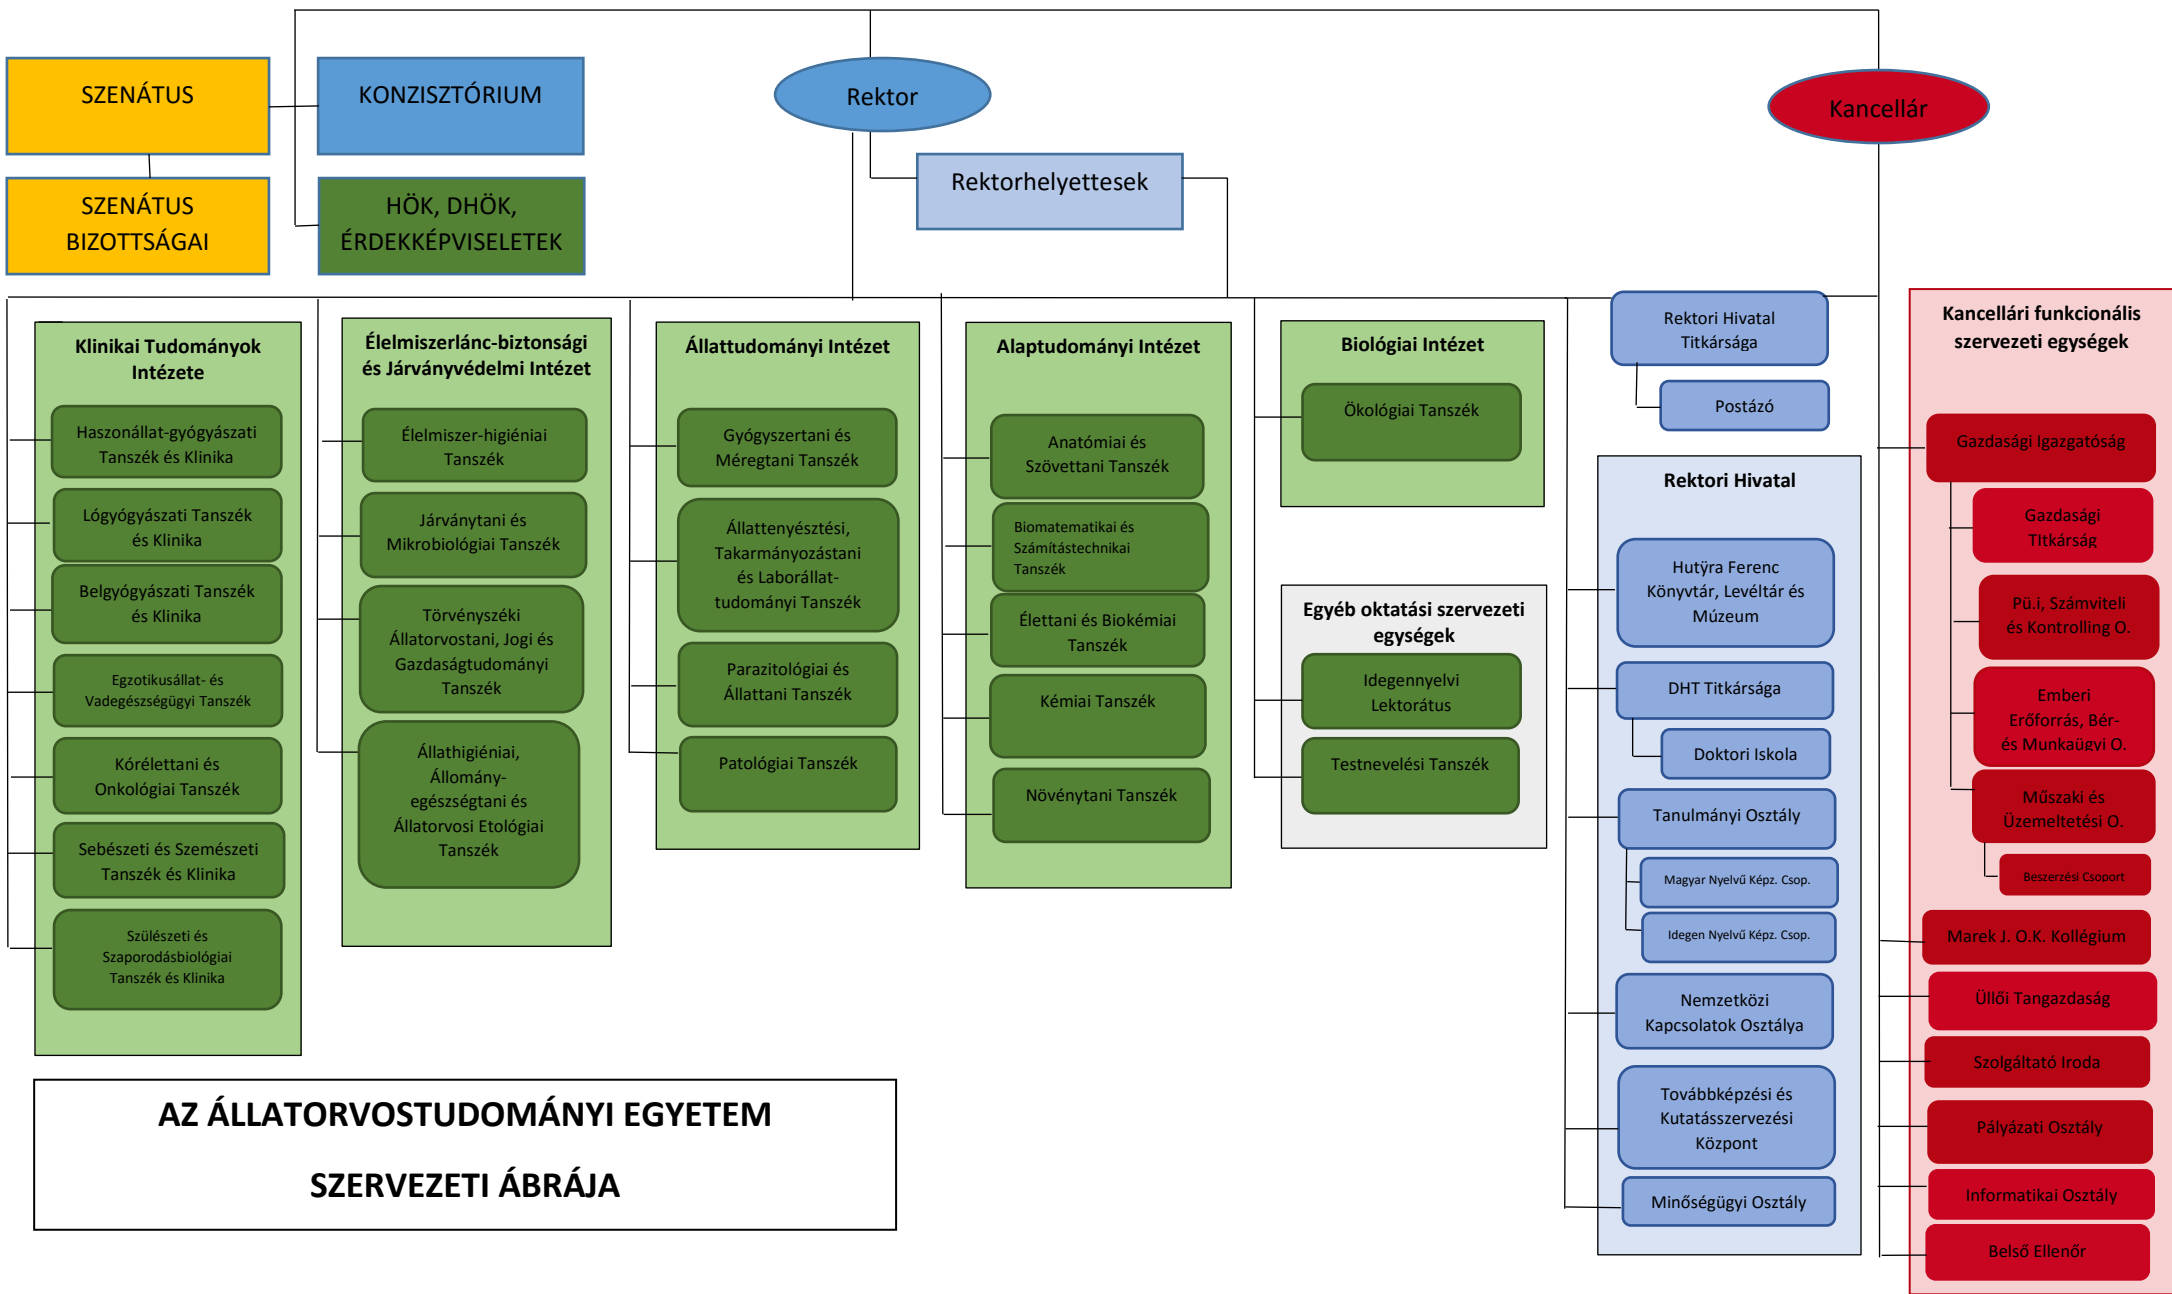 SZENÁTUS
KONZISZTÓRIUM
Rektor
Kancellár
SZENÁTUS
BIZOTTSÁGAI
HÖK, DHÖK,
ÉRDEKKÉPVISELETEK
Rektorhelyettesek
Klinikai Tudományok
Intézete
Haszonállat-gyógyászati
Tanszék és Klinika
Lógyógyászati Tanszék
és Klinika
Belgyógyászati Tanszék
és Klinika
Egzotikusállat- és
Vadegészségügyi Tanszék
Kórélettani és
Onkológiai Tanszék
Sebészeti és Szemészeti
Tanszék és Klinika
Szülészeti és
Szaporodásbiológiai
Tanszék és Klinika
Élelmiszerlánc-biztonsági
és Járványvédelmi Intézet
Élelmiszer-higiéniai
Tanszék
Járványtani és
Mikrobiológiai Tanszék
Törvényszéki
Állatorvostani, Jogi és
Gazdaságtudományi
Tanszék
Állathigiéniai,
Állomány-
egészségtani és
Állatorvosi Etológiai
Tanszék
Állattudományi Intézet
Gyógyszertani és
Méregtani Tanszék
Állattenyésztési,
Takarmányozástani
és Laborállat-
tudományi Tanszék
Parazitológiai és
Állattani Tanszék
Patológiai Tanszék
Alaptudományi Intézet
Anatómiai és
Szövettani Tanszék
Biomatematikai és
Számítástechnikai
Tanszék
Élettani és Biokémiai
Tanszék
Kémiai Tanszék
Növénytani Tanszék
Biológiai Intézet
Ökológiai Tanszék
Egyéb oktatási szervezeti
egységek
Idegennyelvi
Lektorátus
Testnevelési Tanszék
Rektori Hivatal
Titkársága
Postázó
Rektori Hivatal
Hutÿra Ferenc
Könyvtár, Levéltár és
Múzeum
DHT Titkársága
Doktori Iskola
Tanulmányi Osztály
Magyar Nyelvű Képz. Csop.
Idegen Nyelvű Képz. Csop.
Nemzetközi
Kapcsolatok Osztálya
Továbbképzési és
Kutatásszervezési
Központ
Minőségügyi Osztály
Kancellári funkcionális
szervezeti egységek
Gazdasági Igazgatóság
Gazdasági
TItkárság
Pü.i, Számviteli
és Kontrolling O.
Emberi
Erőforrás, Bér-
és Munkaügyi O.
Műszaki és
Üzemeltetési O.
Beszerzési Csoport
Marek J. O.K. Kollégium
Üllői Tangazdaság
Szolgáltató Iroda
Pályázati Osztály
Informatikai Osztály
Belső Ellenőr
AZ ÁLLATORVOSTUDOMÁNYI EGYETEM
SZERVEZETI ÁBRÁJA